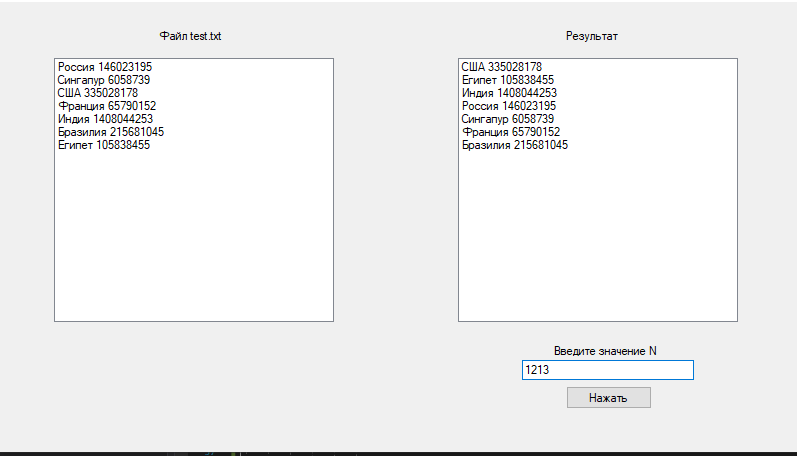 Файл test.txt
Россия 146023195
Сингапур 6058739
США 335028178
Франция 65790152
Индия 1408044253
Бразилия 215681045
Египет 105838455
Результат
США 335028178
Египет 105838455
Индия 1408044253
Россия 146023195
Сингапур 6058739
Франция 65790152
Бразилия 215681045
Введите значение N
1213
Нажать